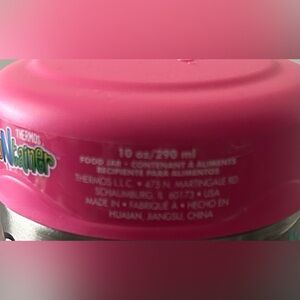 THERMOS
10 oz/290 ml
FOOD JAR • CONTENANT À ALIMENTS
RECIPIENTE PARA ALIMENTOS
THERMOS L.L.C. • 475 N. MARTINGALE RD
SCHAUMBURG, IL 60173 • USA
MADE IN • FABRIQUÉ À • HECHO EN
HUAIAN, JIANGSU, CHINA